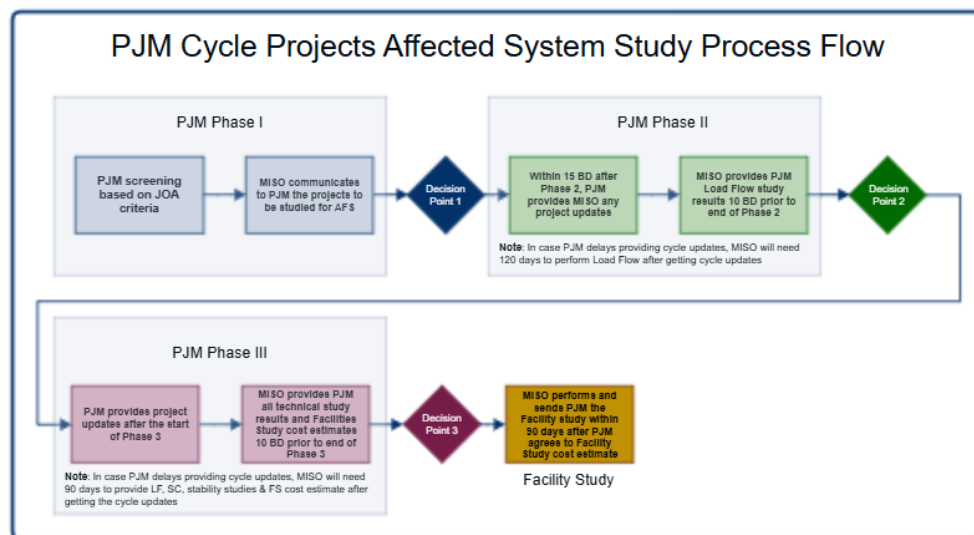 PJM Cycle Projects Affected System Study Process Flow
PJM Phase I
PJM screening
based on JOA
criteria
MISO communicates
to PJM the projects to
be studied for AFS
Decision
Point 1
PJM Phase II
Within 15 BD after
Phase 2, PJM
provides MISO any
project updates
MISO provides PJM
Load Flow study
results 10 BD prior to
end of Phase 2
Note: In case PJM delays providing cycle updates, MISO will need
120 days to perform Load Flow after getting cycle updates
Decision
Point 2
PJM Phase III
PJM provides project
updates after the start
of Phase 3
MISO provides PJM
all technical study
results and Facilities
Study cost estimates
10 BD prior to end of
Phase 3
Note: In case PJM delays providing cycle updates, MISO will need
90 days to provide LF, SC, stability studies & FS cost estimate after
getting the cycle updates
Decision
Point 3
MISO performs and
sends PJM the
Facility study within
90 days after PJM
agrees to Facility
Study cost estimate
Facility Study